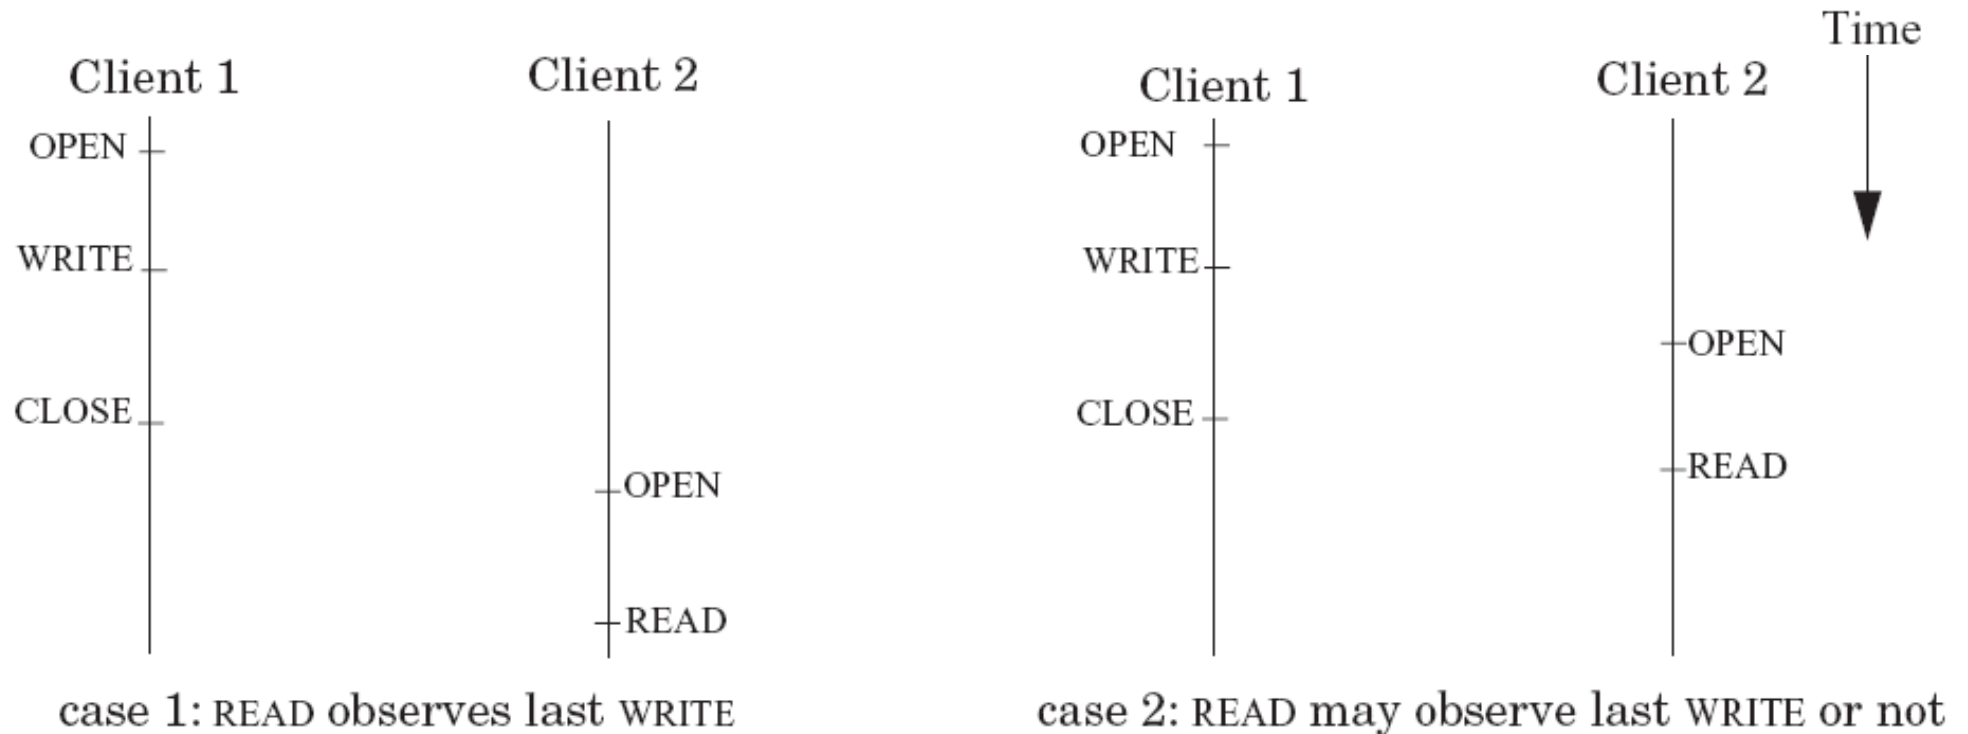 Client 1
Client 2
OPEN
WRITE
CLOSE
OPEN
READ
case 1: READ observes last WRITE
Time
Client 1
Client 2
OPEN
WRITE
OPEN
CLOSE
READ
case 2: READ may observe last WRITE or not